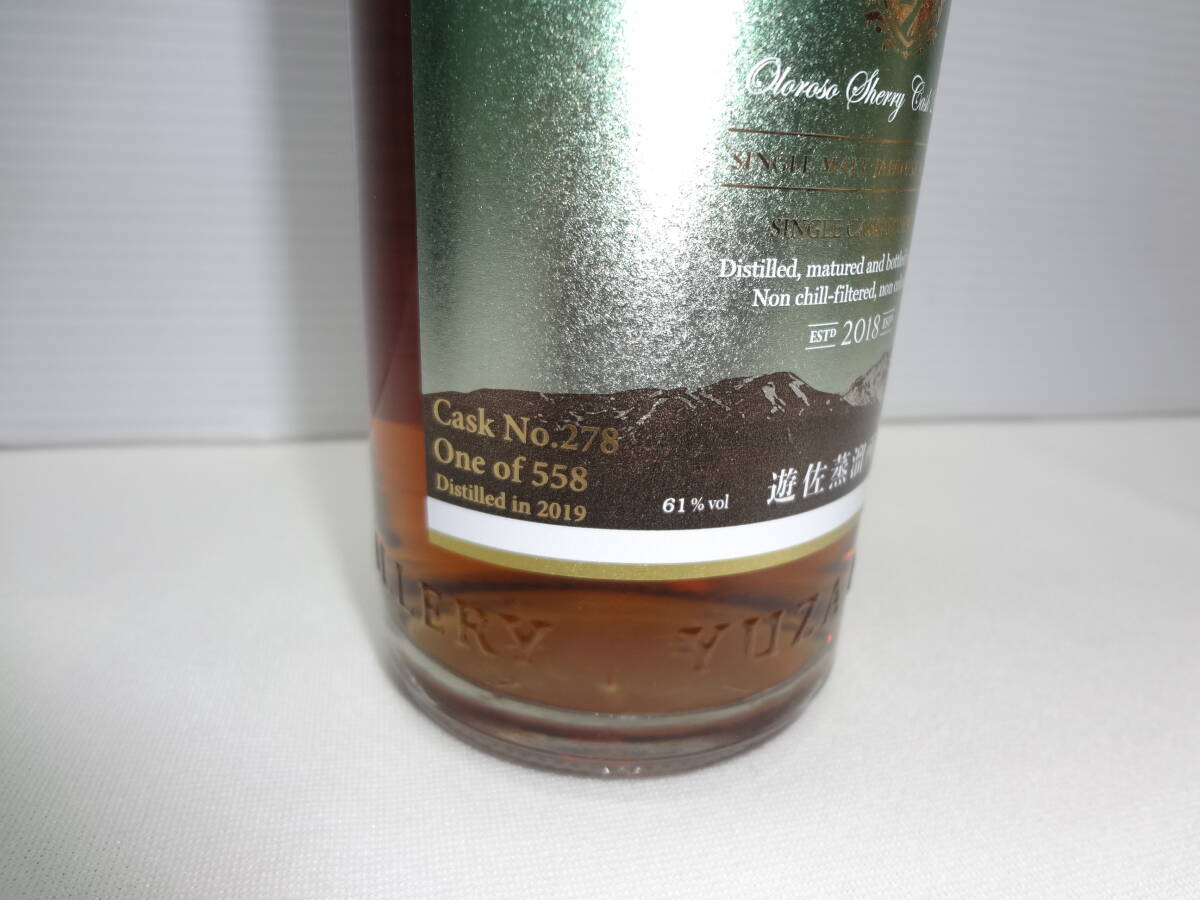 Oloroso Sherry Cask
SINGLE MALT JAPANESE
SINGLE CASK
Distilled, matured and bottled
Non chill-filtered, non
ESTD 2018
Cask No.278
One of 558
Distilled in 2019
61% vol
遊佐蒸溜
LLERY YUZA